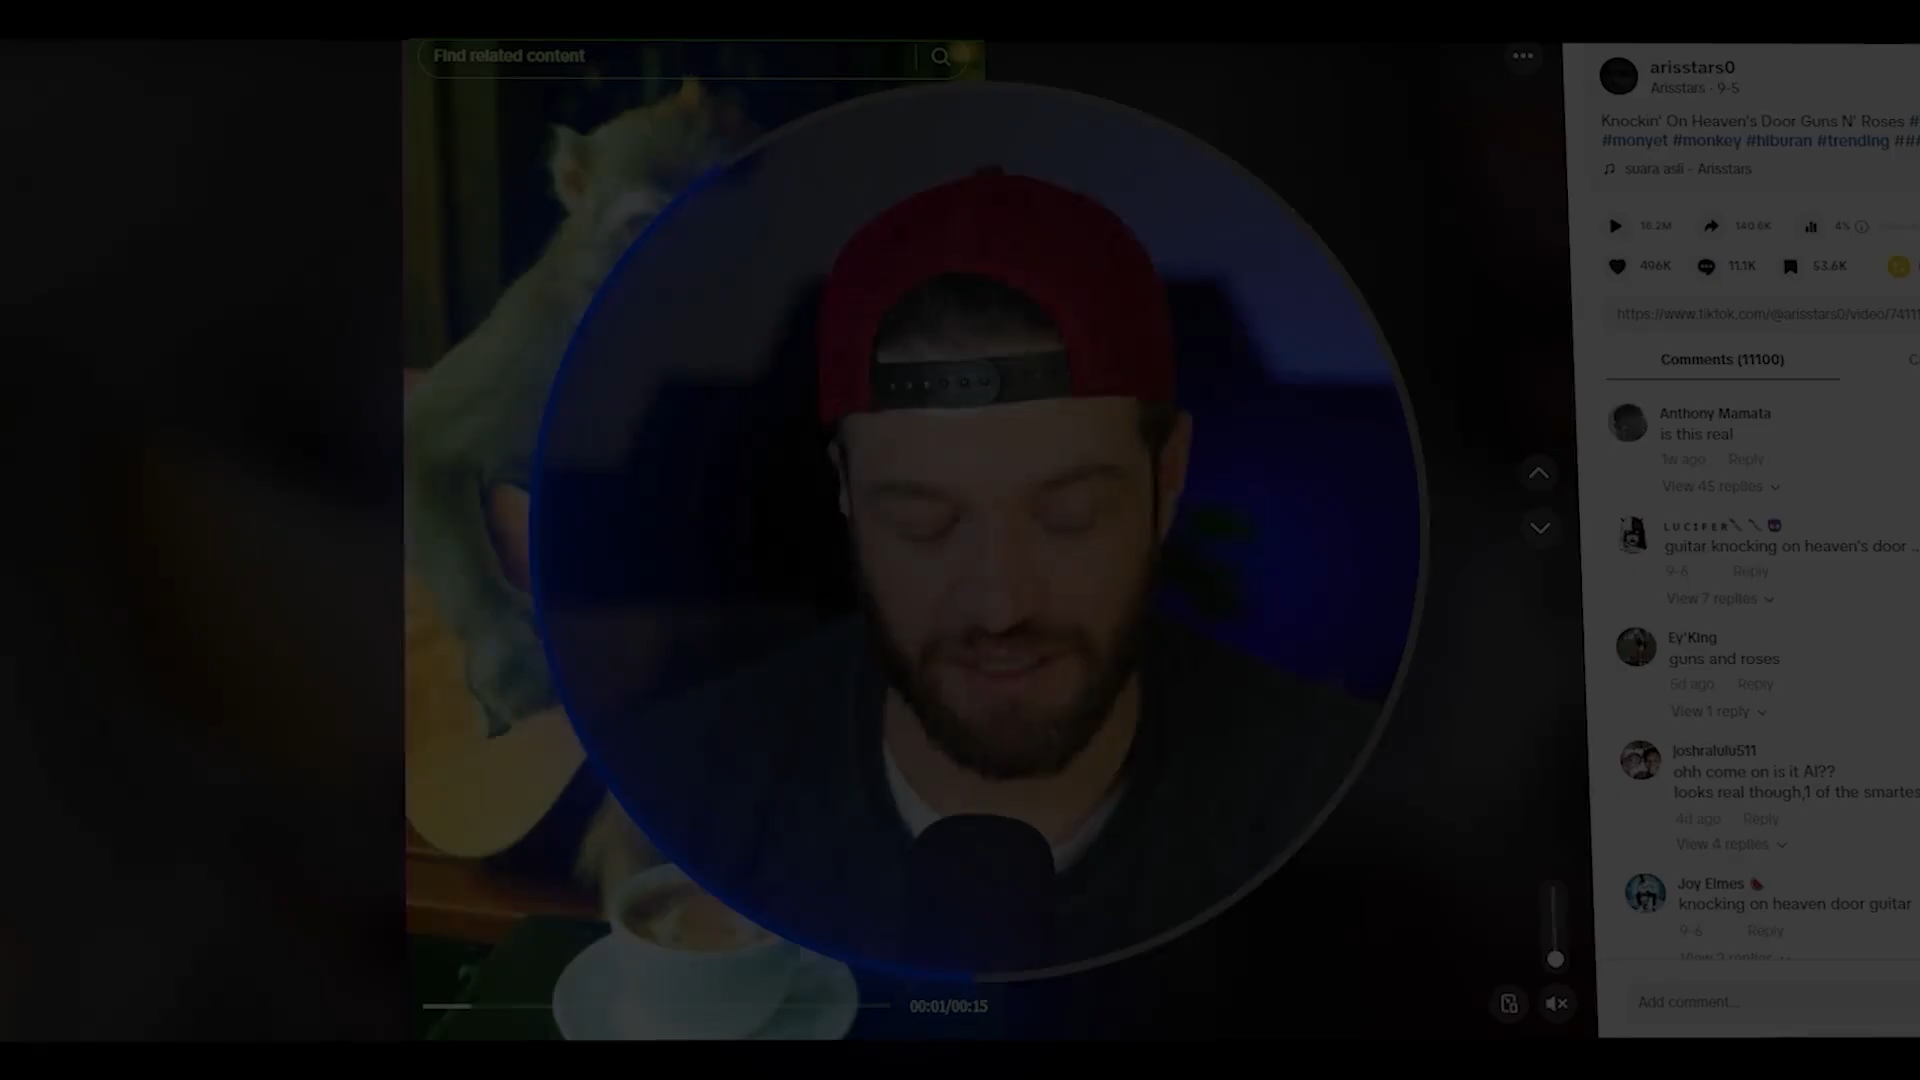 Find related content
arisstars0
Arisstars · 9-5
Knockin' On Heaven's Door Guns N' Roses #
#monyet #monkey #hiburan #trending ###
suara asli - Arisstars
16.2M
140.6K
4%
496K
11.1K
53.6K
https://www.tiktok.com/@arisstars0/video/74111
Comments (11100)
C
Anthony Mamata
is this real
1w ago Reply
View 45 replies
LUCIFER
guitar knocking on heaven's door ..
9-6 Reply
View 7 replies
Ey'King
guns and roses
5d ago Reply
View 1 reply
Joshralulu511
ohh come on is it AI??
looks real though,1 of the smartes
4d ago Reply
View 4 replies
Joy Elmes
knocking on heaven door guitar
9-6 Reply
View 2 replies
Add comment...
00:01/00:15